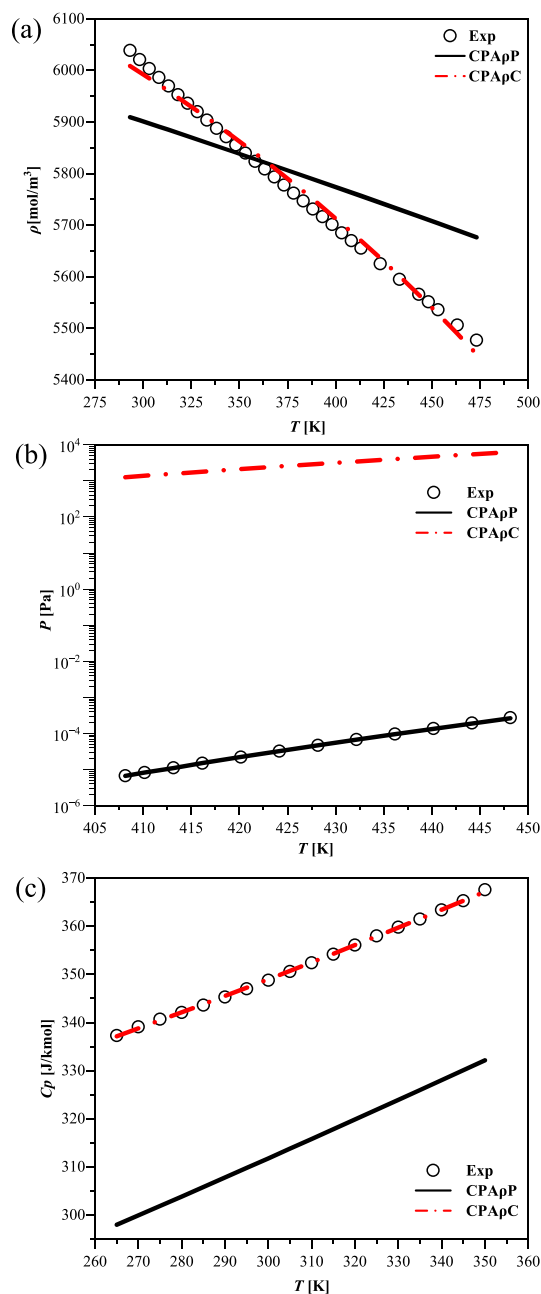 (a)
6100
6000
5900
5800
5700
5600
5500
5400
ρ [mol/m³]
Exp
CPAρP
CPAρC
275 300 325 350 375 400 425 450 475 500
T [K]
(b)
10⁴
10²
10⁰
10⁻²
10⁻⁴
10⁻⁶
P [Pa]
Exp
CPAρP
CPAρC
405 410 415 420 425 430 435 440 445 450
T [K]
(c)
370
360
350
340
330
320
310
300
Cp [J/kmol]
Exp
CPAρP
CPAρC
260 270 280 290 300 310 320 330 340 350 360
T [K]